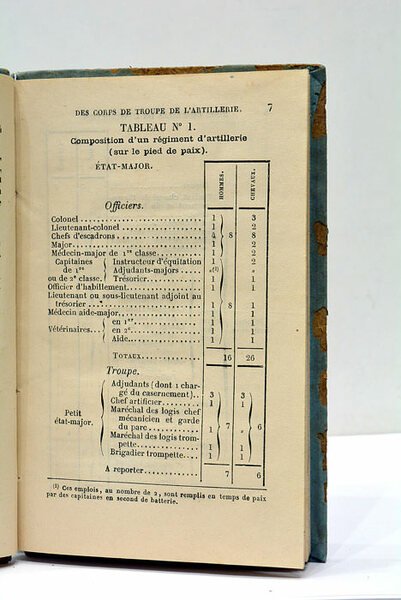 DES CORPS DE TROUPE DE L'ARTILLERIE. 7
TABLEAU N° 1.
Composition d'un régiment d'artillerie
(sur le pied de paix).
ÉTAT-MAJOR. HOMMES. CHEVAUX.
Officiers.
Colonel 1 3
Lieutenant-colonel 1 2
Chefs d'escadrons 4 8 8
Major 1 2
Médecin-major de 1re classe. 1 2
Capitaines Instructeur d'équitation 1 2
de 1re Adjudants-majors »(1) »
ou de 2e classe. Trésorier 1 1
Officier d'habillement 1 1
Lieutenant ou sous-lieutenant adjoint au
trésorier 1 8 1
Médecin aide-major 1 1
Vétérinaires en 1er 1 1
en 2e 1 1
Aide 1 1
TOTAUX 16 26
Troupe.
Adjudants (dont 1 char-
gé du casernement) 3 3
Petit Chef artificier 1 1
état-major. Maréchal des logis chef
mécanicien et garde
du parc 1 7 6
Maréchal des logis trom-
pette 1 1
Brigadier trompette 1 1
A reporter 7 6
(1) Ces emplois, au nombre de 2, sont remplis en temps de paix
par des capitaines en second de batterie.